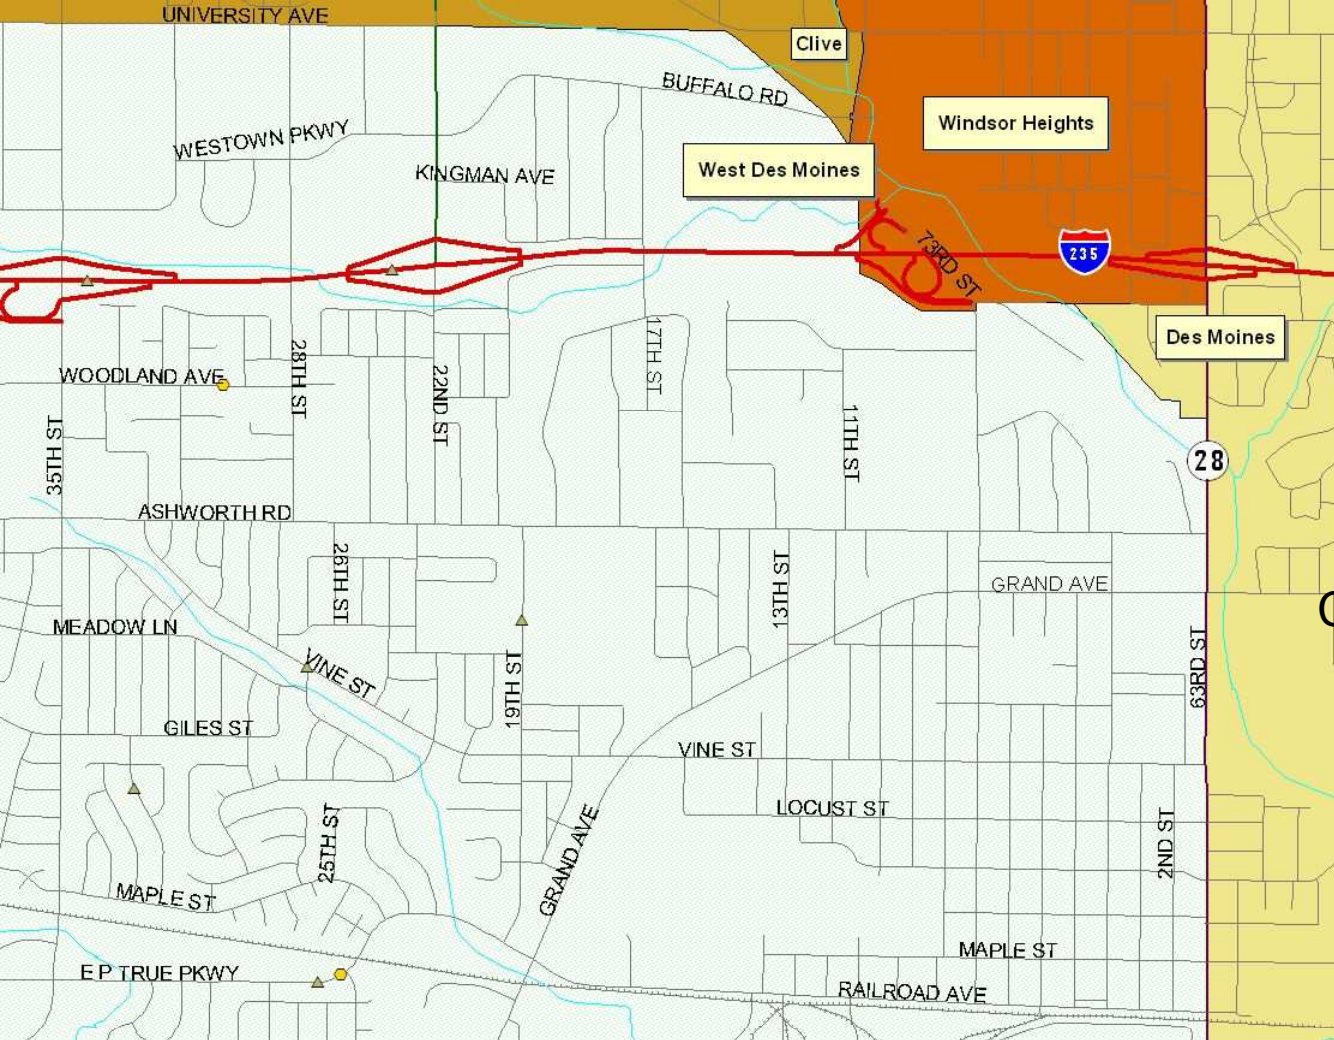 UNIVERSITY AVE
Clive
BUFFALO RD
Windsor Heights
WESTOWN PKWY
West Des Moines
KINGMAN AVE
235
73RD ST
Des Moines
17TH ST
28TH ST
WOODLAND AVE
22ND ST
11TH ST
35TH ST
28
ASHWORTH RD
26TH ST
13TH ST
GRAND AVE
MEADOW LN
VINE ST
19TH ST
63RD ST
GILES ST
VINE ST
LOCUST ST
25TH ST
GRAND AVE
2ND ST
MAPLE ST
MAPLE ST
E P TRUE PKWY
RAILROAD AVE